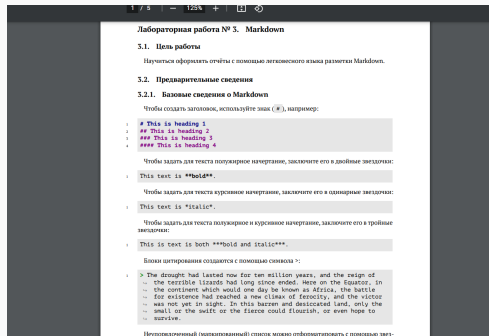 1 / 5 | — 125% + |
Лабораторная работа № 3. Markdown
3.1. Цель работы
Научиться оформлять отчёты с помощью легковесного языка разметки Markdown.
3.2. Предварительные сведения
3.2.1. Базовые сведения о Markdown
Чтобы создать заголовок, используйте знак ( # ), например:
1 # This is heading 1
2 ## This is heading 2
3 ### This is heading 3
4 #### This is heading 4
Чтобы задать для текста полужирное начертание, заключите его в двойные звездочки:
1 This text is **bold**.
Чтобы задать для текста курсивное начертание, заключите его в одинарные звездочки:
1 This text is *italic*.
Чтобы задать для текста полужирное и курсивное начертание, заключите его в тройные
звездочки:
1 This is text is both ***bold and italic***.
Блоки цитирования создаются с помощью символа >:
1 > The drought had lasted now for ten million years, and the reign of
↪ the terrible lizards had long since ended. Here on the Equator, in
↪ the continent which would one day be known as Africa, the battle
↪ for existence had reached a new climax of ferocity, and the victor
↪ was not yet in sight. In this barren and desiccated land, only the
↪ small or the swift or the fierce could flourish, or even hope to
↪ survive.
Неупорядоченный (маркированный) список можно отформатировать с помощью звез-